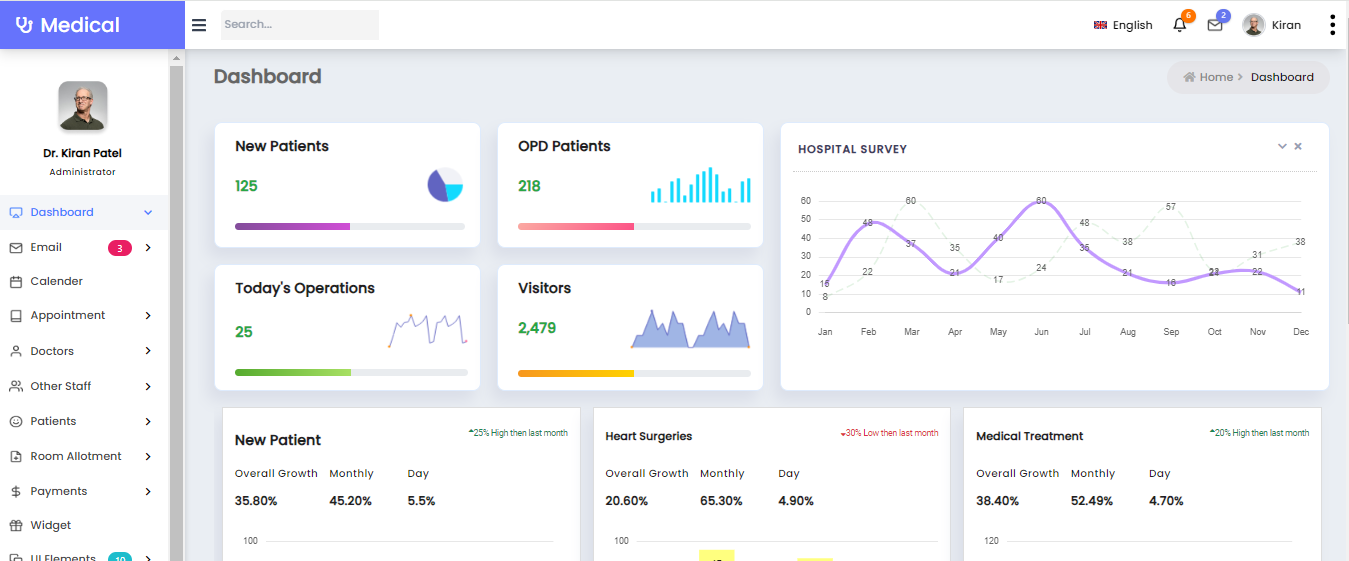 Medical
Search...
English
6
2
Kiran
Dr. Kiran Patel
Administrator
Dashboard
Email 3
Calender
Appointment
Doctors
Other Staff
Patients
Room Allotment
Payments
Widget
UI Elements 10
Dashboard
Home Dashboard
New Patients
125
OPD Patients
218
Today's Operations
25
Visitors
2,479
HOSPITAL SURVEY
60
50
40
30
20
10
0
16 48 37 21 40 60 35 21 16 21 22 11
8 22 60 35 17 24 48 38 57 31 38
Jan Feb Mar Apr May Jun Jul Aug Sep Oct Nov Dec
New Patient
25% High then last month
Overall Growth Monthly Day
35.80% 45.20% 5.5%
100
Heart Surgeries
30% Low then last month
Overall Growth Monthly Day
20.60% 65.30% 4.90%
100
Medical Treatment
20% High then last month
Overall Growth Monthly Day
38.40% 52.49% 4.70%
120